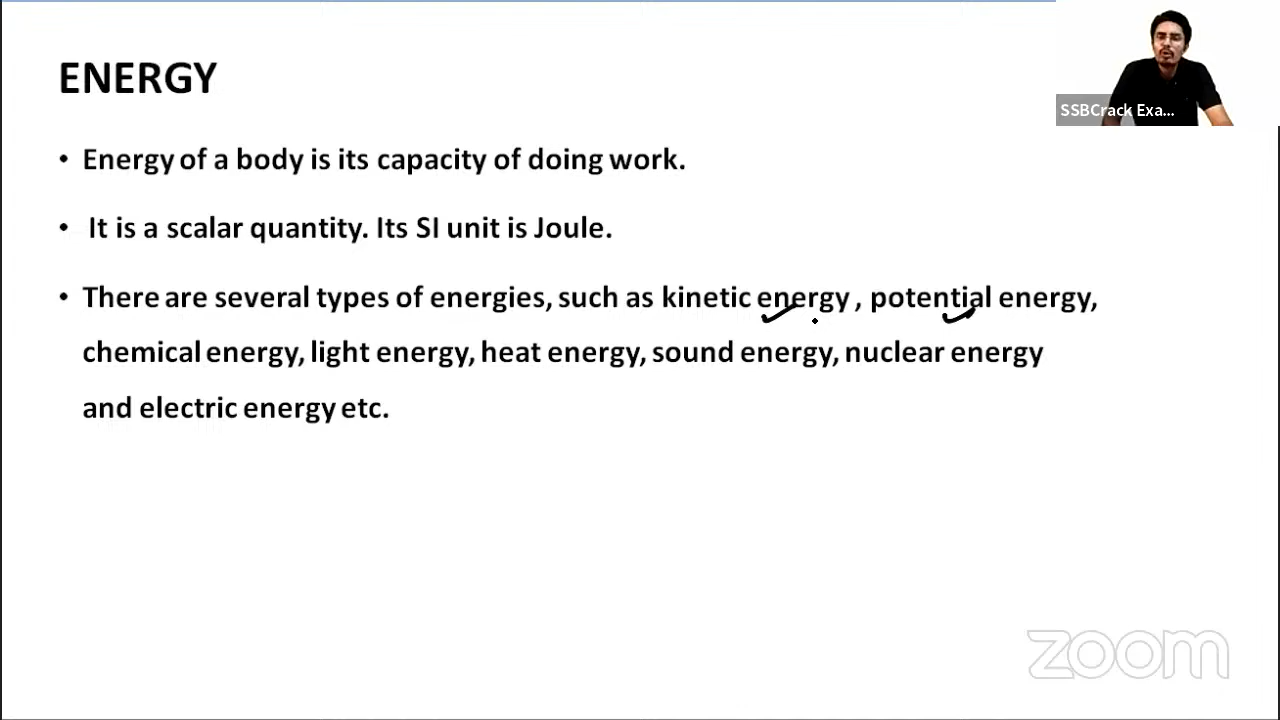 ENERGY
SSBCrack Exa...
• Energy of a body is its capacity of doing work.
• It is a scalar quantity. Its SI unit is Joule.
• There are several types of energies, such as kinetic energy , potential energy,
chemical energy, light energy, heat energy, sound energy, nuclear energy
and electric energy etc.
zoom